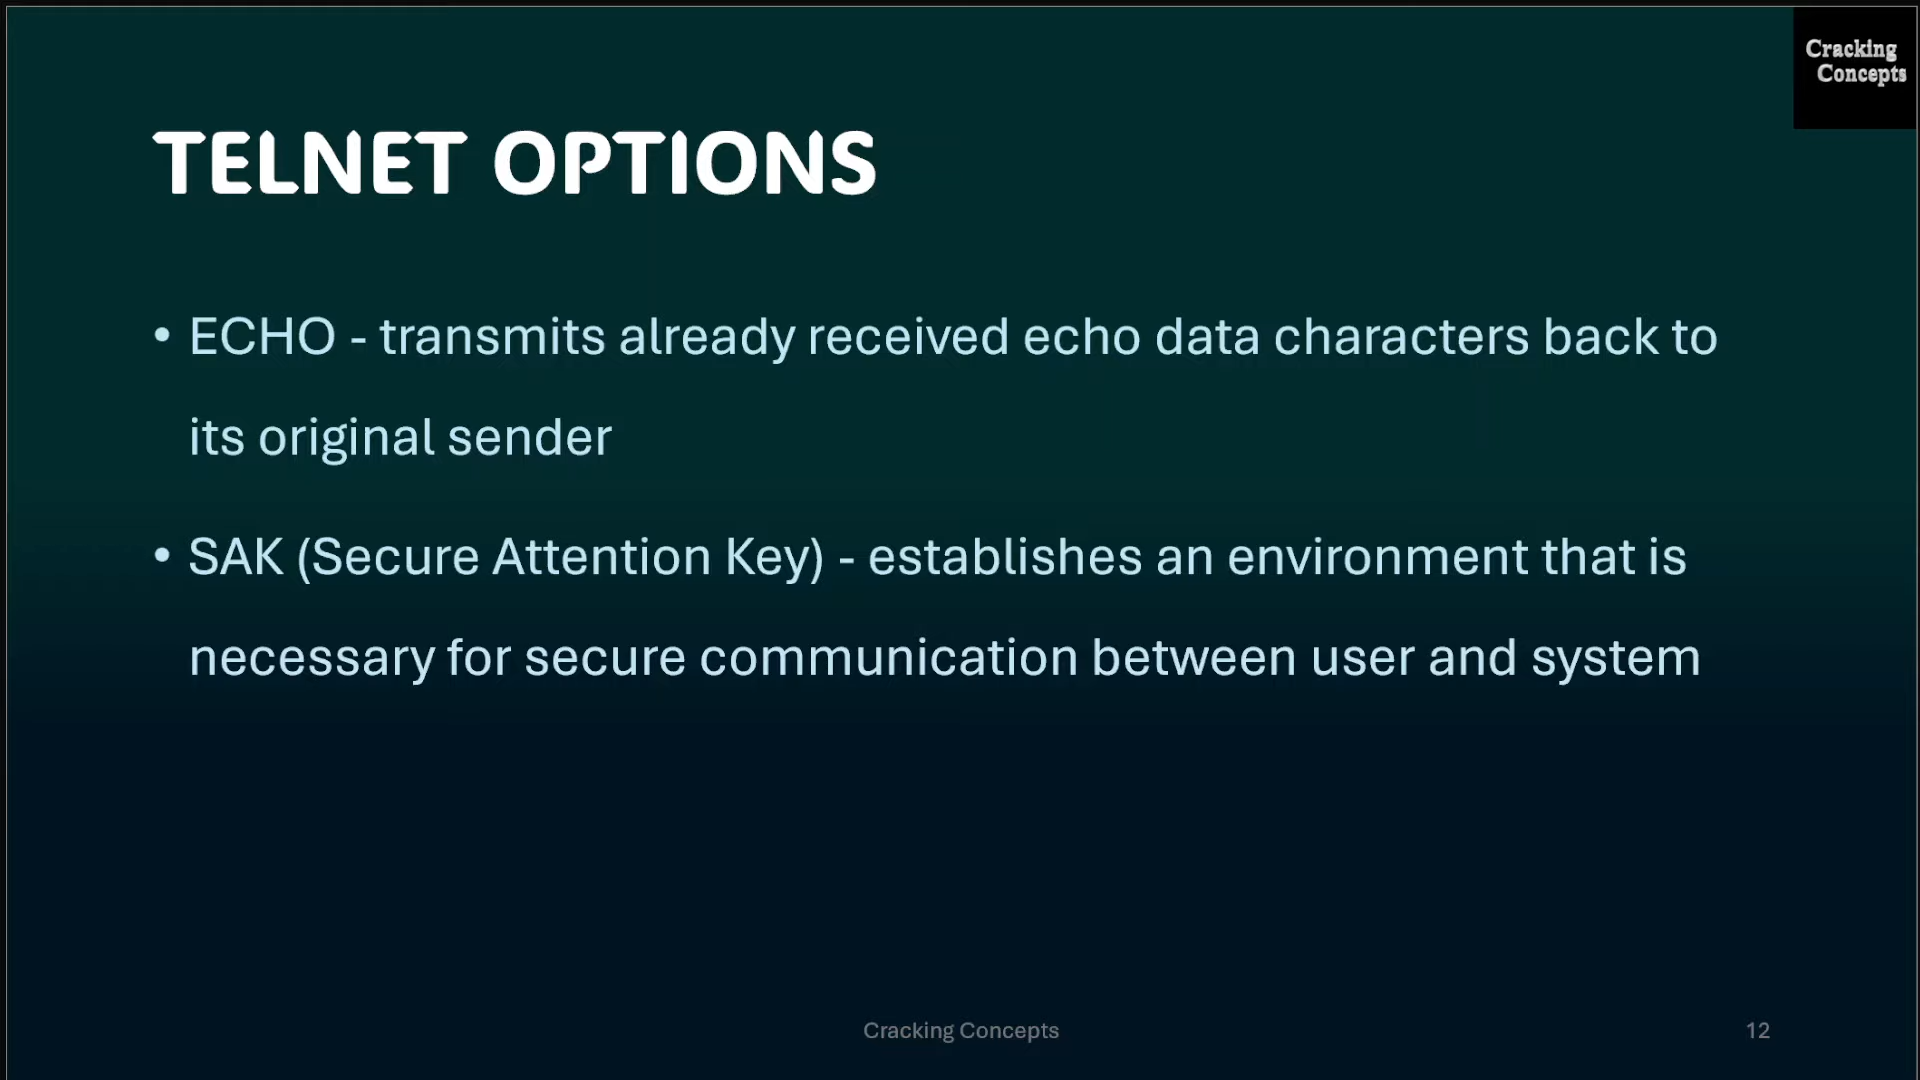 Cracking
Concepts
TELNET OPTIONS
• ECHO - transmits already received echo data characters back to
its original sender
• SAK (Secure Attention Key) - establishes an environment that is
necessary for secure communication between user and system
Cracking Concepts
12